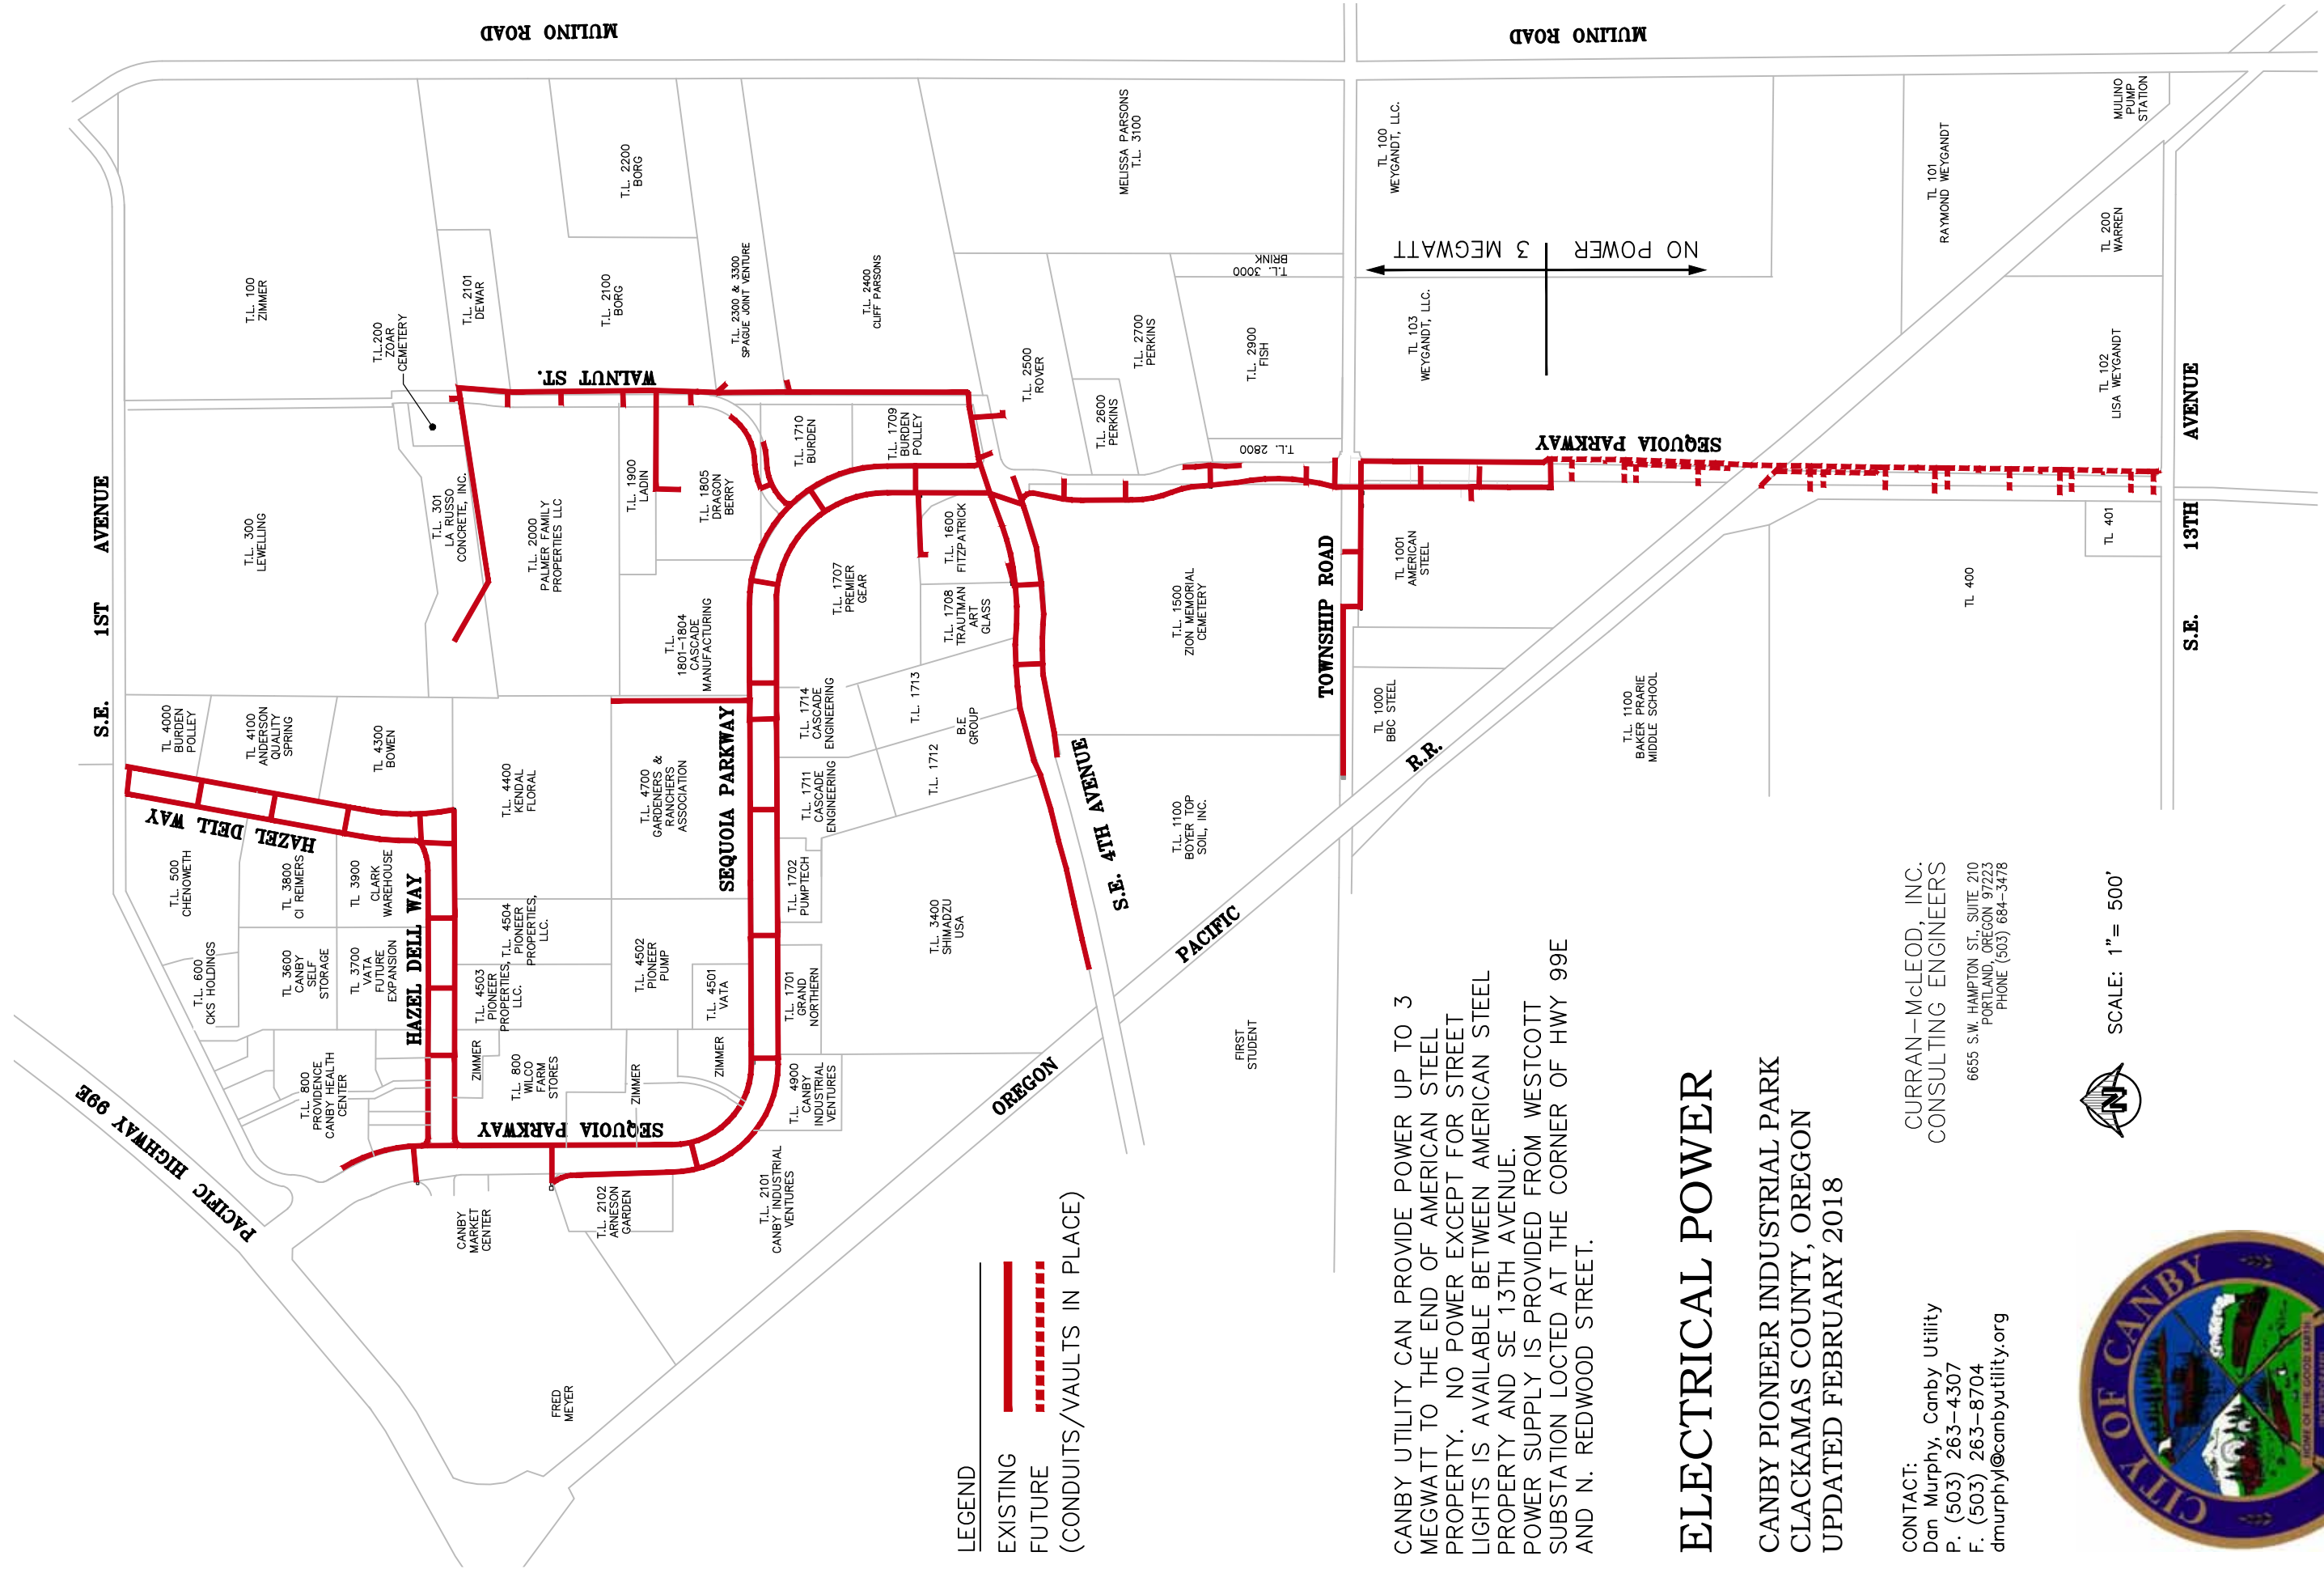 PACIFIC HIGHWAY 99E
S.E. 1ST AVENUE
MULINO ROAD
MULINO ROAD
HAZEL DELL WAY
HAZEL DELL WAY
SEQUOIA PARKWAY
SEQUOIA PARKWAY
SEQUOIA PARKWAY
WALNUT ST.
S.E. 4TH AVENUE
TOWNSHIP ROAD
OREGON PACIFIC R.R.
S.E. 13TH AVENUE
T.L. 100
ZIMMER
T.L.200
ZOAR
CEMETERY
T.L. 2101
DEWAR
T.L. 2100
BORG
T.L. 2200
BORG
T.L. 2300 & 3300
SPAGUE JOINT VENTURE
T.L. 2400
CLIFF PARSONS
MELISSA PARSONS
T.L. 3100
T.L. 3000
BRINK
T.L. 2500
ROVER
T.L. 2700
PERKINS
T.L. 2600
PERKINS
T.L. 2900
FISH
T.L. 2800
TL 100
WEYGANDT, LLC.
TL 103
WEYGANDT, LLC.
3 MEGWATT
NO POWER
TL 101
RAYMOND WEYGANDT
MULINO
PUMP
STATION
TL 200
WARREN
TL 102
LISA WEYGANDT
TL 401
TL 400
T.L. 300
LEWELLING
T.L. 301
LA RUSSO
CONCRETE, INC.
T.L. 2000
PALMER FAMILY
PROPERTIES LLC
T.L. 1900
LADIN
T.L. 1805
DRAGON
BERRY
T.L.
1801-1804
CASCADE
MANUFACTURING
T.L. 1710
BURDEN
T.L. 1709
BURDEN
POLLEY
T.L. 1707
PREMIER
GEAR
T.L. 1600
FITZPATRICK
T.L. 1708
TRAUTMAN
ART
GLASS
T.L. 1713
B.E
GROUP
T.L. 1712
T.L. 1714
CASCADE
ENGINEERING
T.L. 1711
CASCADE
ENGINEERING
T.L. 1702
PUMPTECH
T.L. 1701
GRAND
NORTHERN
T.L. 4900
CANBY
INDUSTRIAL
VENTURES
T.L. 3400
SHIMADZU
USA
T.L. 1500
ZION MEMORIAL
CEMETERY
T.L. 1100
BOYER TOP
SOIL, INC.
TL 1001
AMERICAN
STEEL
TL 1000
BBC STEEL
T.L. 1100
BAKER PRARIE
MIDDLE SCHOOL
FIRST
STUDENT
TL 4000
BURDEN
POLLEY
TL 4100
ANDERSON
QUALITY
SPRING
TL 4300
BOWEN
T.L. 4400
KENDAL
FLORAL
T.L. 4700
GARDENERS &
RANCHERS
ASSOCIATION
T.L. 500
CHENOWETH
TL 3800
CI REIMERS
TL 3900
CLARK
WAREHOUSE
T.L. 600
CKS HOLDINGS
TL 3600
CANBY
SELF
STORAGE
TL 3700
VATA
FUTURE
EXPANSION
T.L. 4504
PIONEER
PROPERTIES,
LLC.
T.L. 4503
PIONEER
PROPERTIES,
LLC.
T.L. 4502
PIONEER
PUMP
T.L. 4501
VATA
T.L. 800
PROVIDENCE
CANBY HEALTH
CENTER
ZIMMER
T.L. 800
WILCO
FARM
STORES
ZIMMER
ZIMMER
CANBY
MARKET
CENTER
T.L. 2102
ARNESON
GARDEN
T.L. 2101
CANBY INDUSTRIAL
VENTURES
FRED
MEYER
LEGEND
EXISTING
FUTURE
(CONDUITS/VAULTS IN PLACE)
CANBY UTILITY CAN PROVIDE POWER UP TO 3
MEGWATT TO THE END OF AMERICAN STEEL
PROPERTY. NO POWER EXCEPT FOR STREET
LIGHTS IS AVAILABLE BETWEEN AMERICAN STEEL
PROPERTY AND SE 13TH AVENUE.
POWER SUPPLY IS PROVIDED FROM WESTCOTT
SUBSTATION LOCTED AT THE CORNER OF HWY 99E
AND N. REDWOOD STREET.
ELECTRICAL POWER
CANBY PIONEER INDUSTRIAL PARK
CLACKAMAS COUNTY, OREGON
UPDATED FEBRUARY 2018
CURRAN-McLEOD, INC.
CONSULTING ENGINEERS
6655 S.W. HAMPTON ST., SUITE 210
PORTLAND, OREGON 97223
PHONE (503) 684-3478
CONTACT:
Dan Murphy, Canby Utility
P. (503) 263-4307
F. (503) 263-8704
dmurphyl@canbyutility.org
N
SCALE: 1"= 500'
CITY OF CANBY
HOME OF THE GOOD EARTH